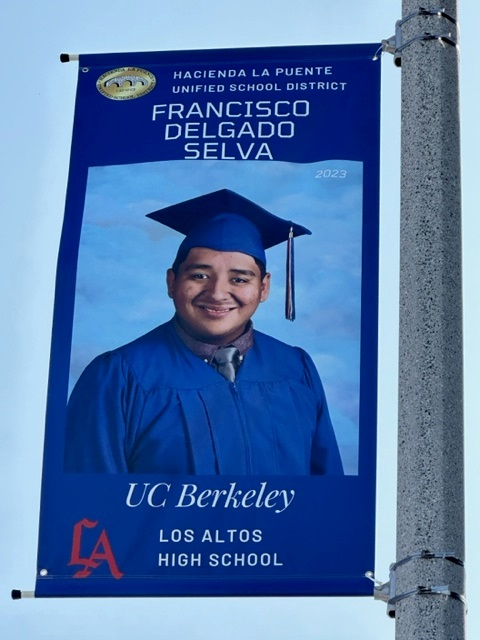 HACIENDA LA PUENTE
UNIFIED SCHOOL DISTRICT
FRANCISCO
DELGADO
SELVA
2023
UC Berkeley
LA
LOS ALTOS
HIGH SCHOOL